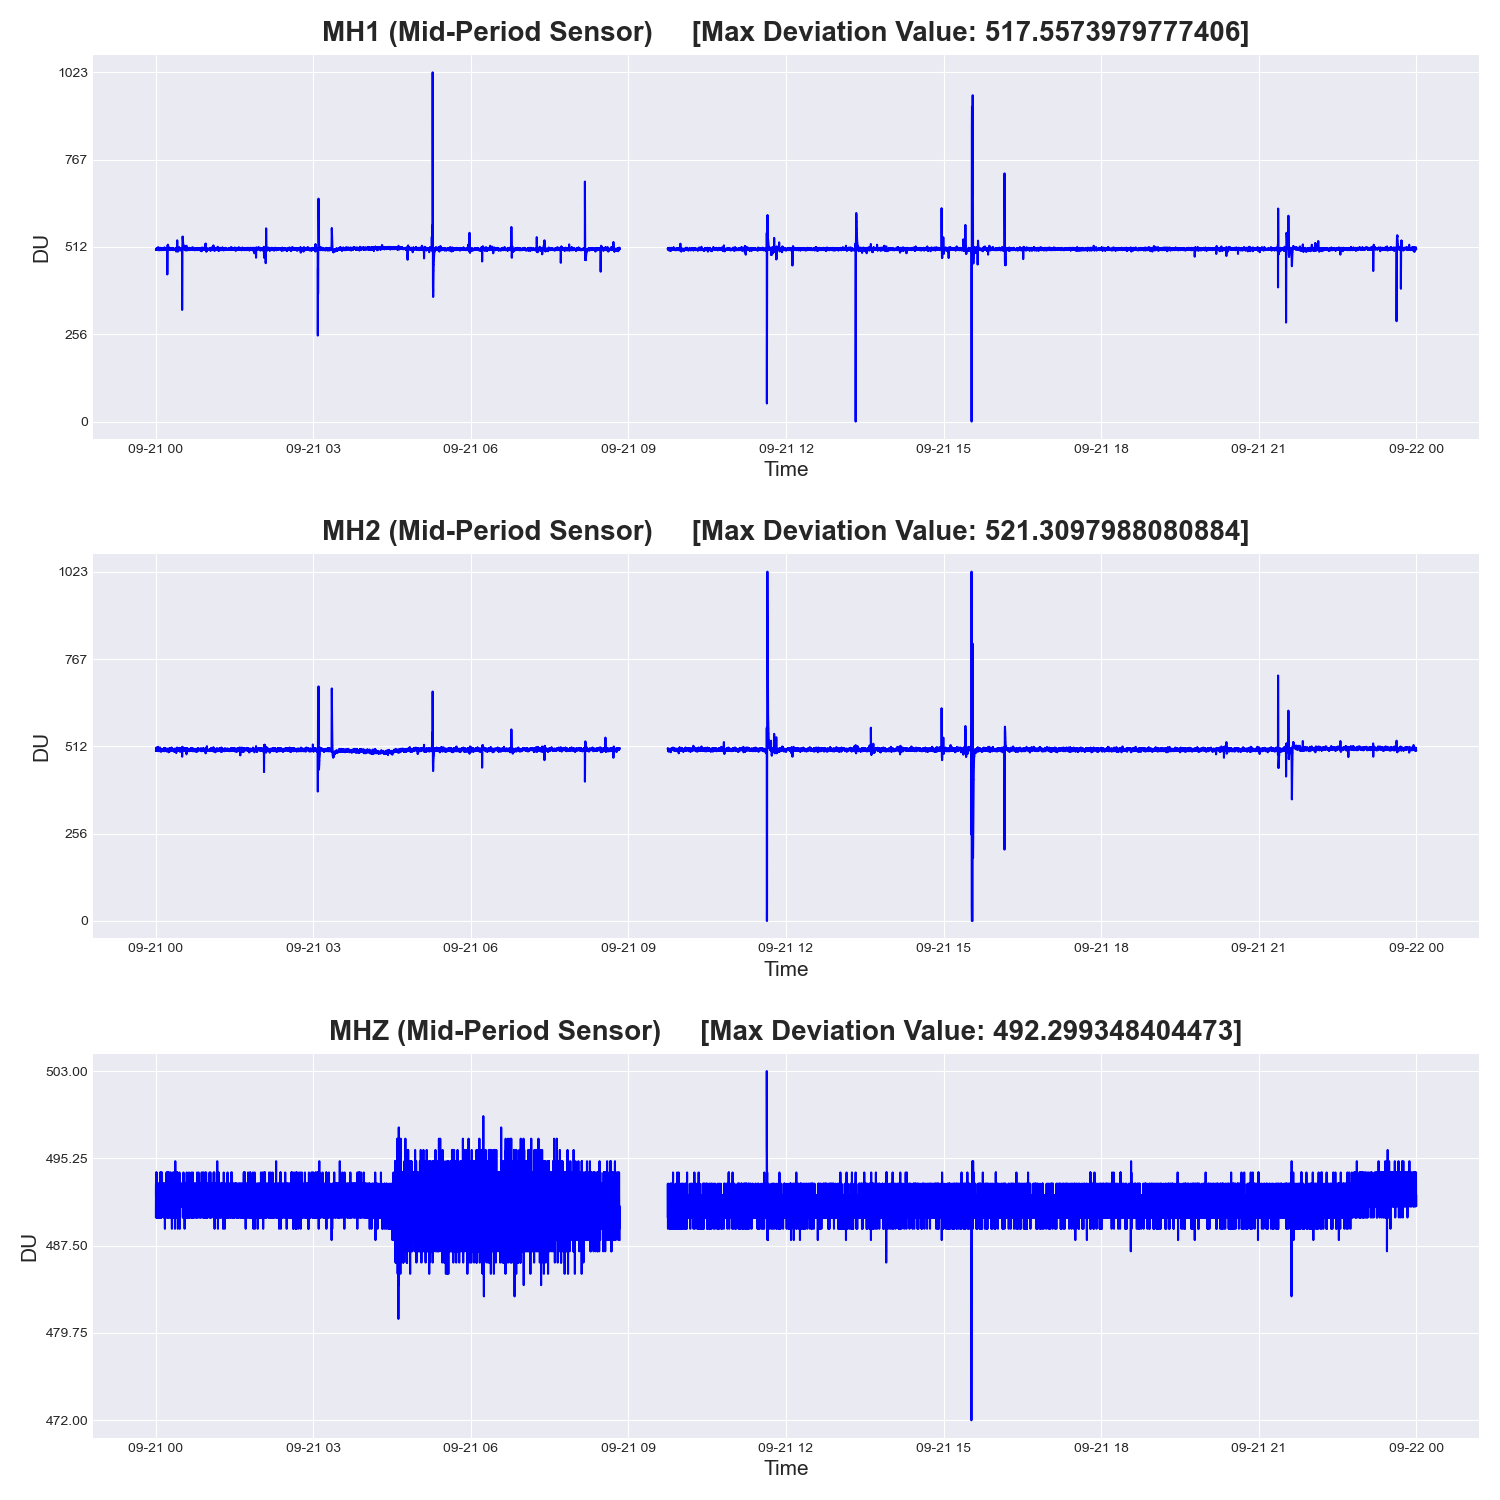 MH1 (Mid-Period Sensor) [Max Deviation Value: 517.5573979777406]
1023
767
512
256
0
DU
09-21 00 09-21 03 09-21 06 09-21 09 09-21 12 09-21 15 09-21 18 09-21 21 09-22 00
Time
MH2 (Mid-Period Sensor) [Max Deviation Value: 521.3097988080884]
1023
767
512
256
0
DU
09-21 00 09-21 03 09-21 06 09-21 09 09-21 12 09-21 15 09-21 18 09-21 21 09-22 00
Time
MHZ (Mid-Period Sensor) [Max Deviation Value: 492.299348404473]
503.00
495.25
487.50
479.75
472.00
DU
09-21 00 09-21 03 09-21 06 09-21 09 09-21 12 09-21 15 09-21 18 09-21 21 09-22 00
Time